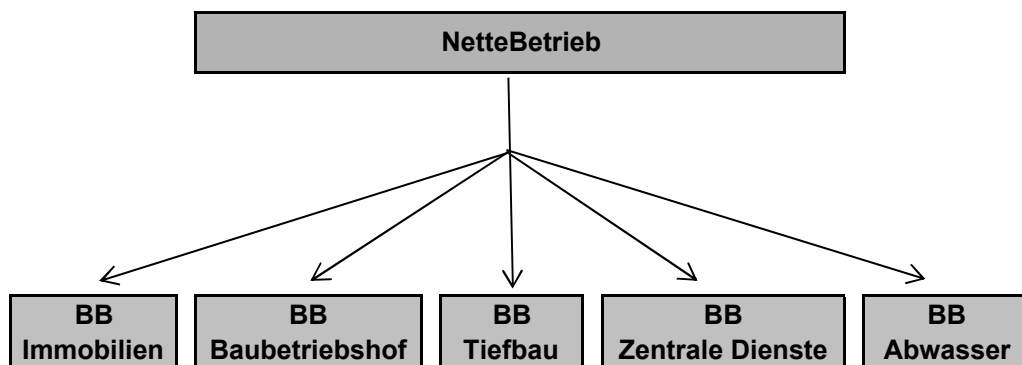 NetteBetrieb
BB
Immobilien
BB
Baubetriebshof
BB
Tiefbau
BB
Zentrale Dienste
BB
Abwasser